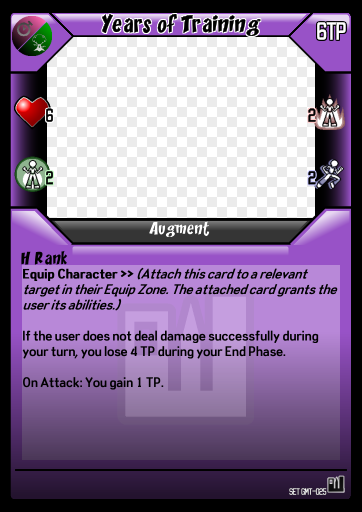 Years of Training
6TP
6
2
2
2
Augment
H Rank
Equip Character >> (Attach this card to a relevant
target in their Equip Zone. The attached card grants the
user its abilities.)
If the user does not deal damage successfully during
your turn, you lose 4 TP during your End Phase.
On Attack: You gain 1 TP.
SET GMT-025